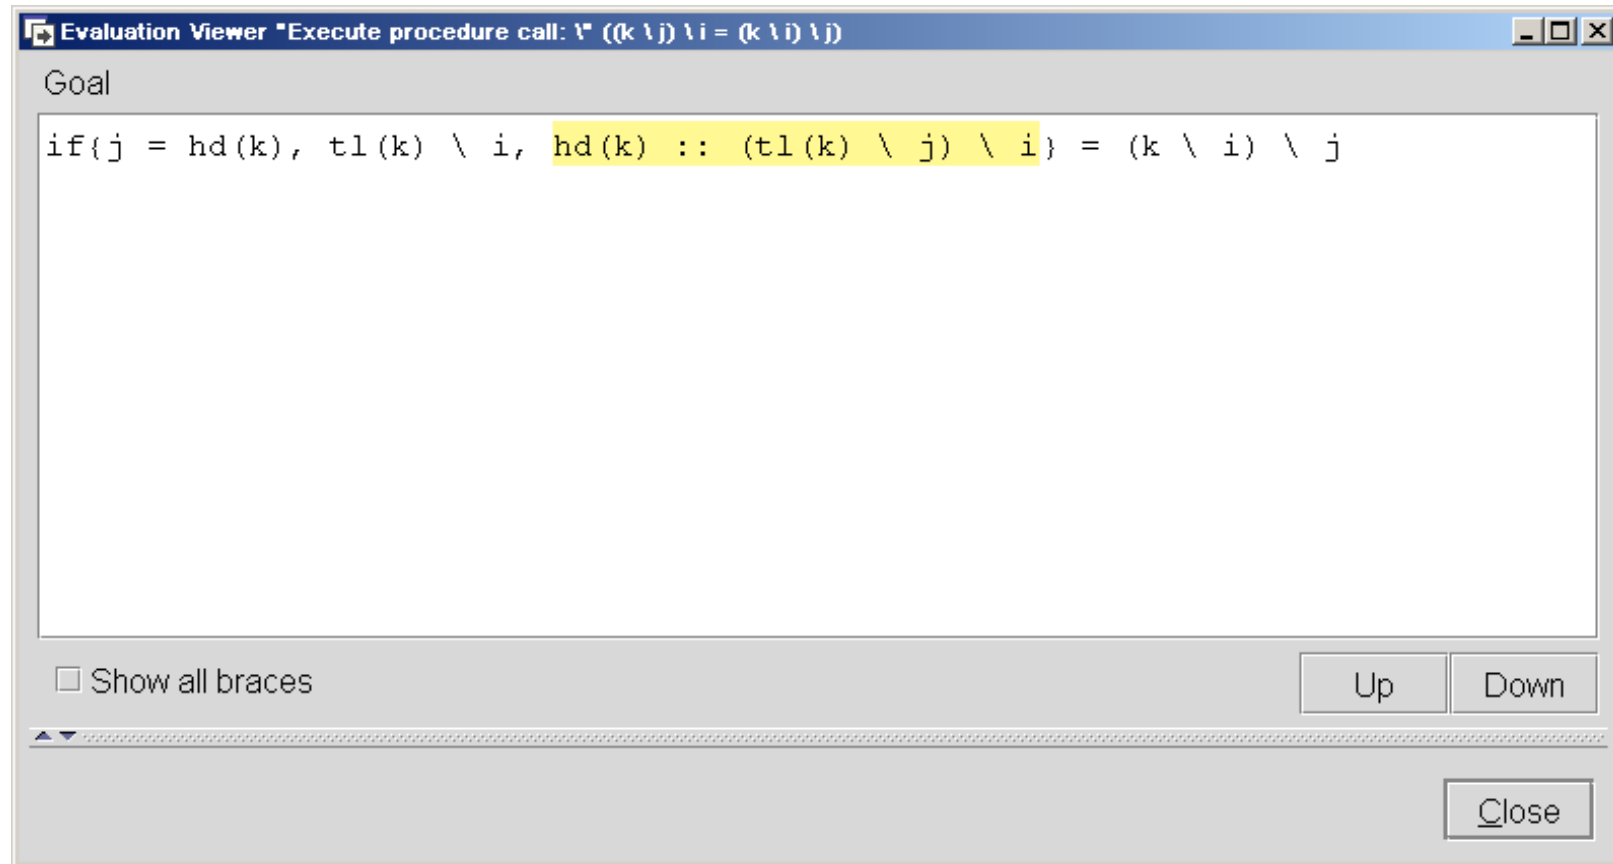 Evaluation Viewer "Execute procedure call: \" ((k \ j) \ i = (k \ i) \ j)
Goal
if{j = hd(k), tl(k) \ i, hd(k) :: (tl(k) \ j) \ i} = (k \ i) \ j
Show all braces
Up
Down
Close